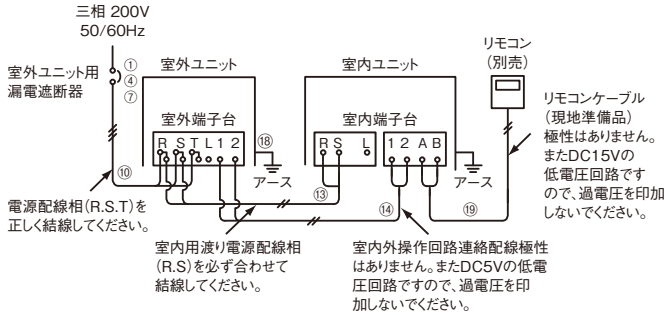 三相 200V
50/60Hz
室外ユニット用
漏電遮断器
①
④
⑦
室外ユニット
室外端子台
R S T L 1 2
⑱
アース
室内ユニット
室内端子台
R S L 1 2 A B
アース
リモコン
(別売)
リモコンケーブル
(現地準備品)
極性はありません。
またDC15Vの
低電圧回路です
ので、過電圧を印加
しないでください。
⑩
⑬
⑭
⑲
電源配線相(R.S.T)を
正しく結線してください。
室内用渡り電源配線相
(R.S)を必ず合わせて
結線してください。
室内外操作回路連絡配線極性
はありません。またDC5Vの低電
圧回路ですので、過電圧を印
加しないでください。